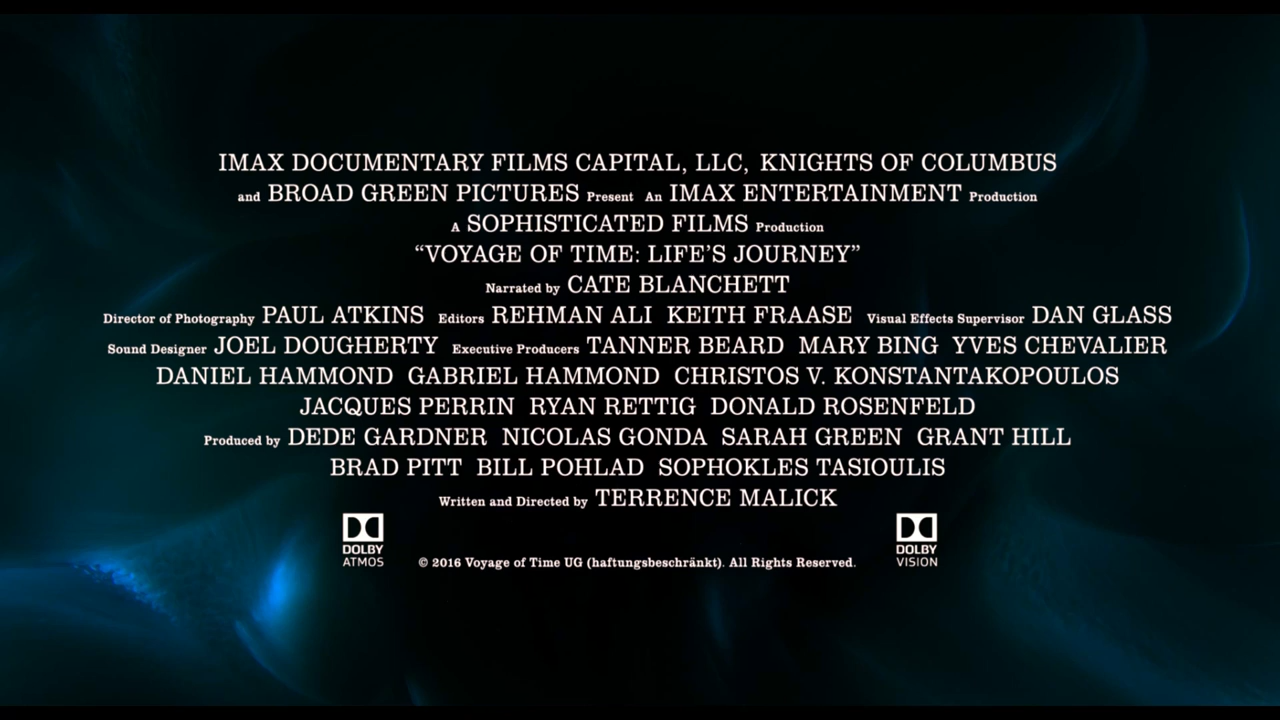 IMAX DOCUMENTARY FILMS CAPITAL, LLC, KNIGHTS OF COLUMBUS
and BROAD GREEN PICTURES Present An IMAX ENTERTAINMENT Production
A SOPHISTICATED FILMS Production
“VOYAGE OF TIME: LIFE’S JOURNEY”
Narrated by CATE BLANCHETT
Director of Photography PAUL ATKINS Editors REHMAN ALI KEITH FRAASE Visual Effects Supervisor DAN GLASS
Sound Designer JOEL DOUGHERTY Executive Producers TANNER BEARD MARY BING YVES CHEVALIER
DANIEL HAMMOND GABRIEL HAMMOND CHRISTOS V. KONSTANTAKOPOULOS
JACQUES PERRIN RYAN RETTIG DONALD ROSENFELD
Produced by DEDE GARDNER NICOLAS GONDA SARAH GREEN GRANT HILL
BRAD PITT BILL POHLAD SOPHOKLES TASIOULIS
Written and Directed by TERRENCE MALICK
DOLBY
ATMOS
© 2016 Voyage of Time UG (haftungsbeschränkt). All Rights Reserved.
DOLBY
VISION